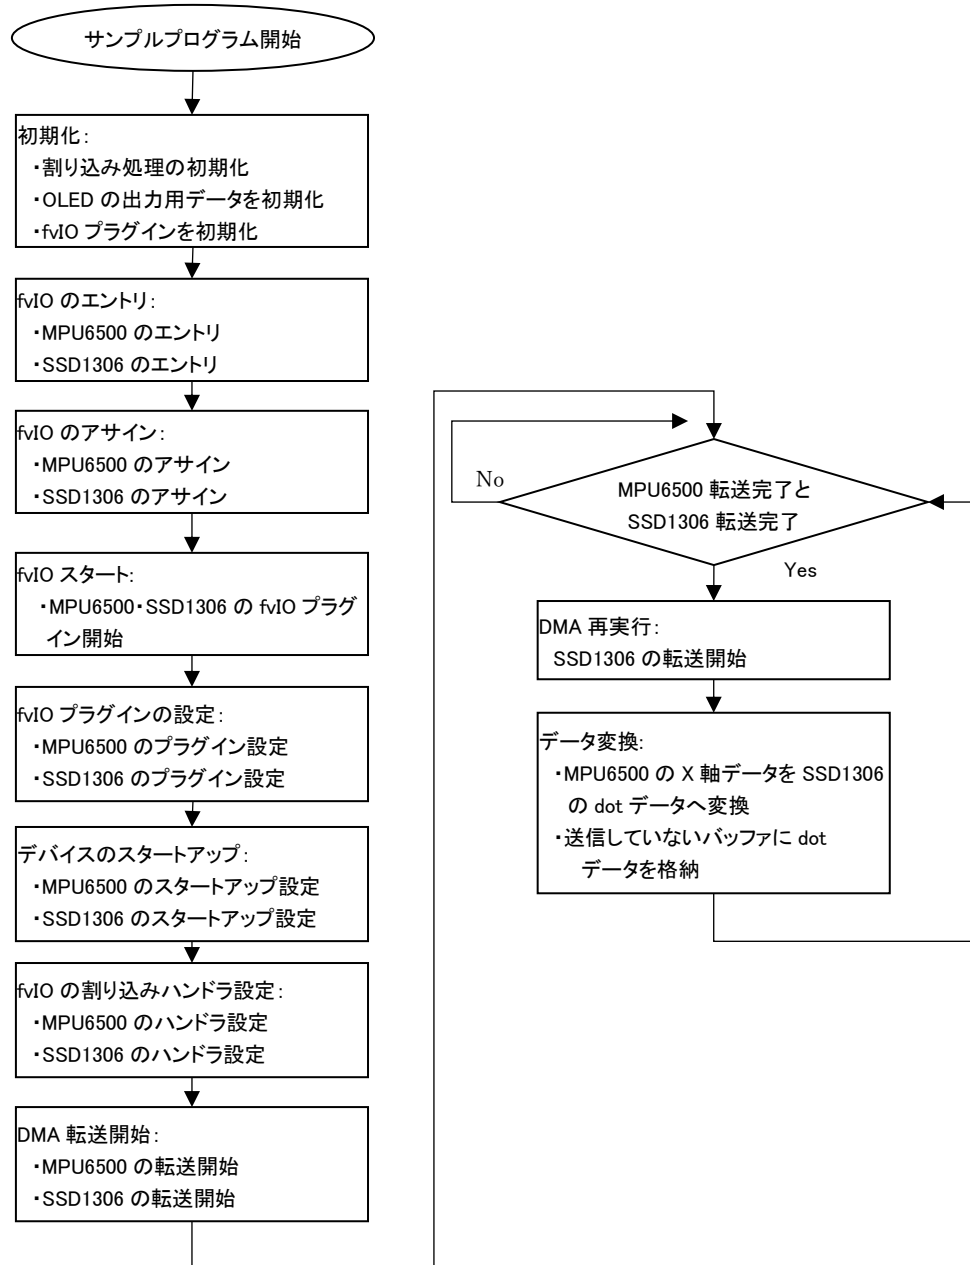 サンプルプログラム開始
初期化:
・割り込み処理の初期化
・OLED の出力用データを初期化
・fvIO プラグインを初期化
fvIO のエントリ:
・MPU6500 のエントリ
・SSD1306 のエントリ
fvIO のアサイン:
・MPU6500 のアサイン
・SSD1306 のアサイン
fvIO スタート:
・MPU6500・SSD1306 の fvIO プラグ
イン開始
fvIO プラグインの設定:
・MPU6500 のプラグイン設定
・SSD1306 のプラグイン設定
デバイスのスタートアップ:
・MPU6500 のスタートアップ設定
・SSD1306 のスタートアップ設定
fvIO の割り込みハンドラ設定:
・MPU6500 のハンドラ設定
・SSD1306 のハンドラ設定
DMA 転送開始:
・MPU6500 の転送開始
・SSD1306 の転送開始
No
MPU6500 転送完了と
SSD1306 転送完了
Yes
DMA 再実行:
SSD1306 の転送開始
データ変換:
・MPU6500 の X 軸データを SSD1306
の dot データへ変換
・送信していないバッファに dot
データを格納